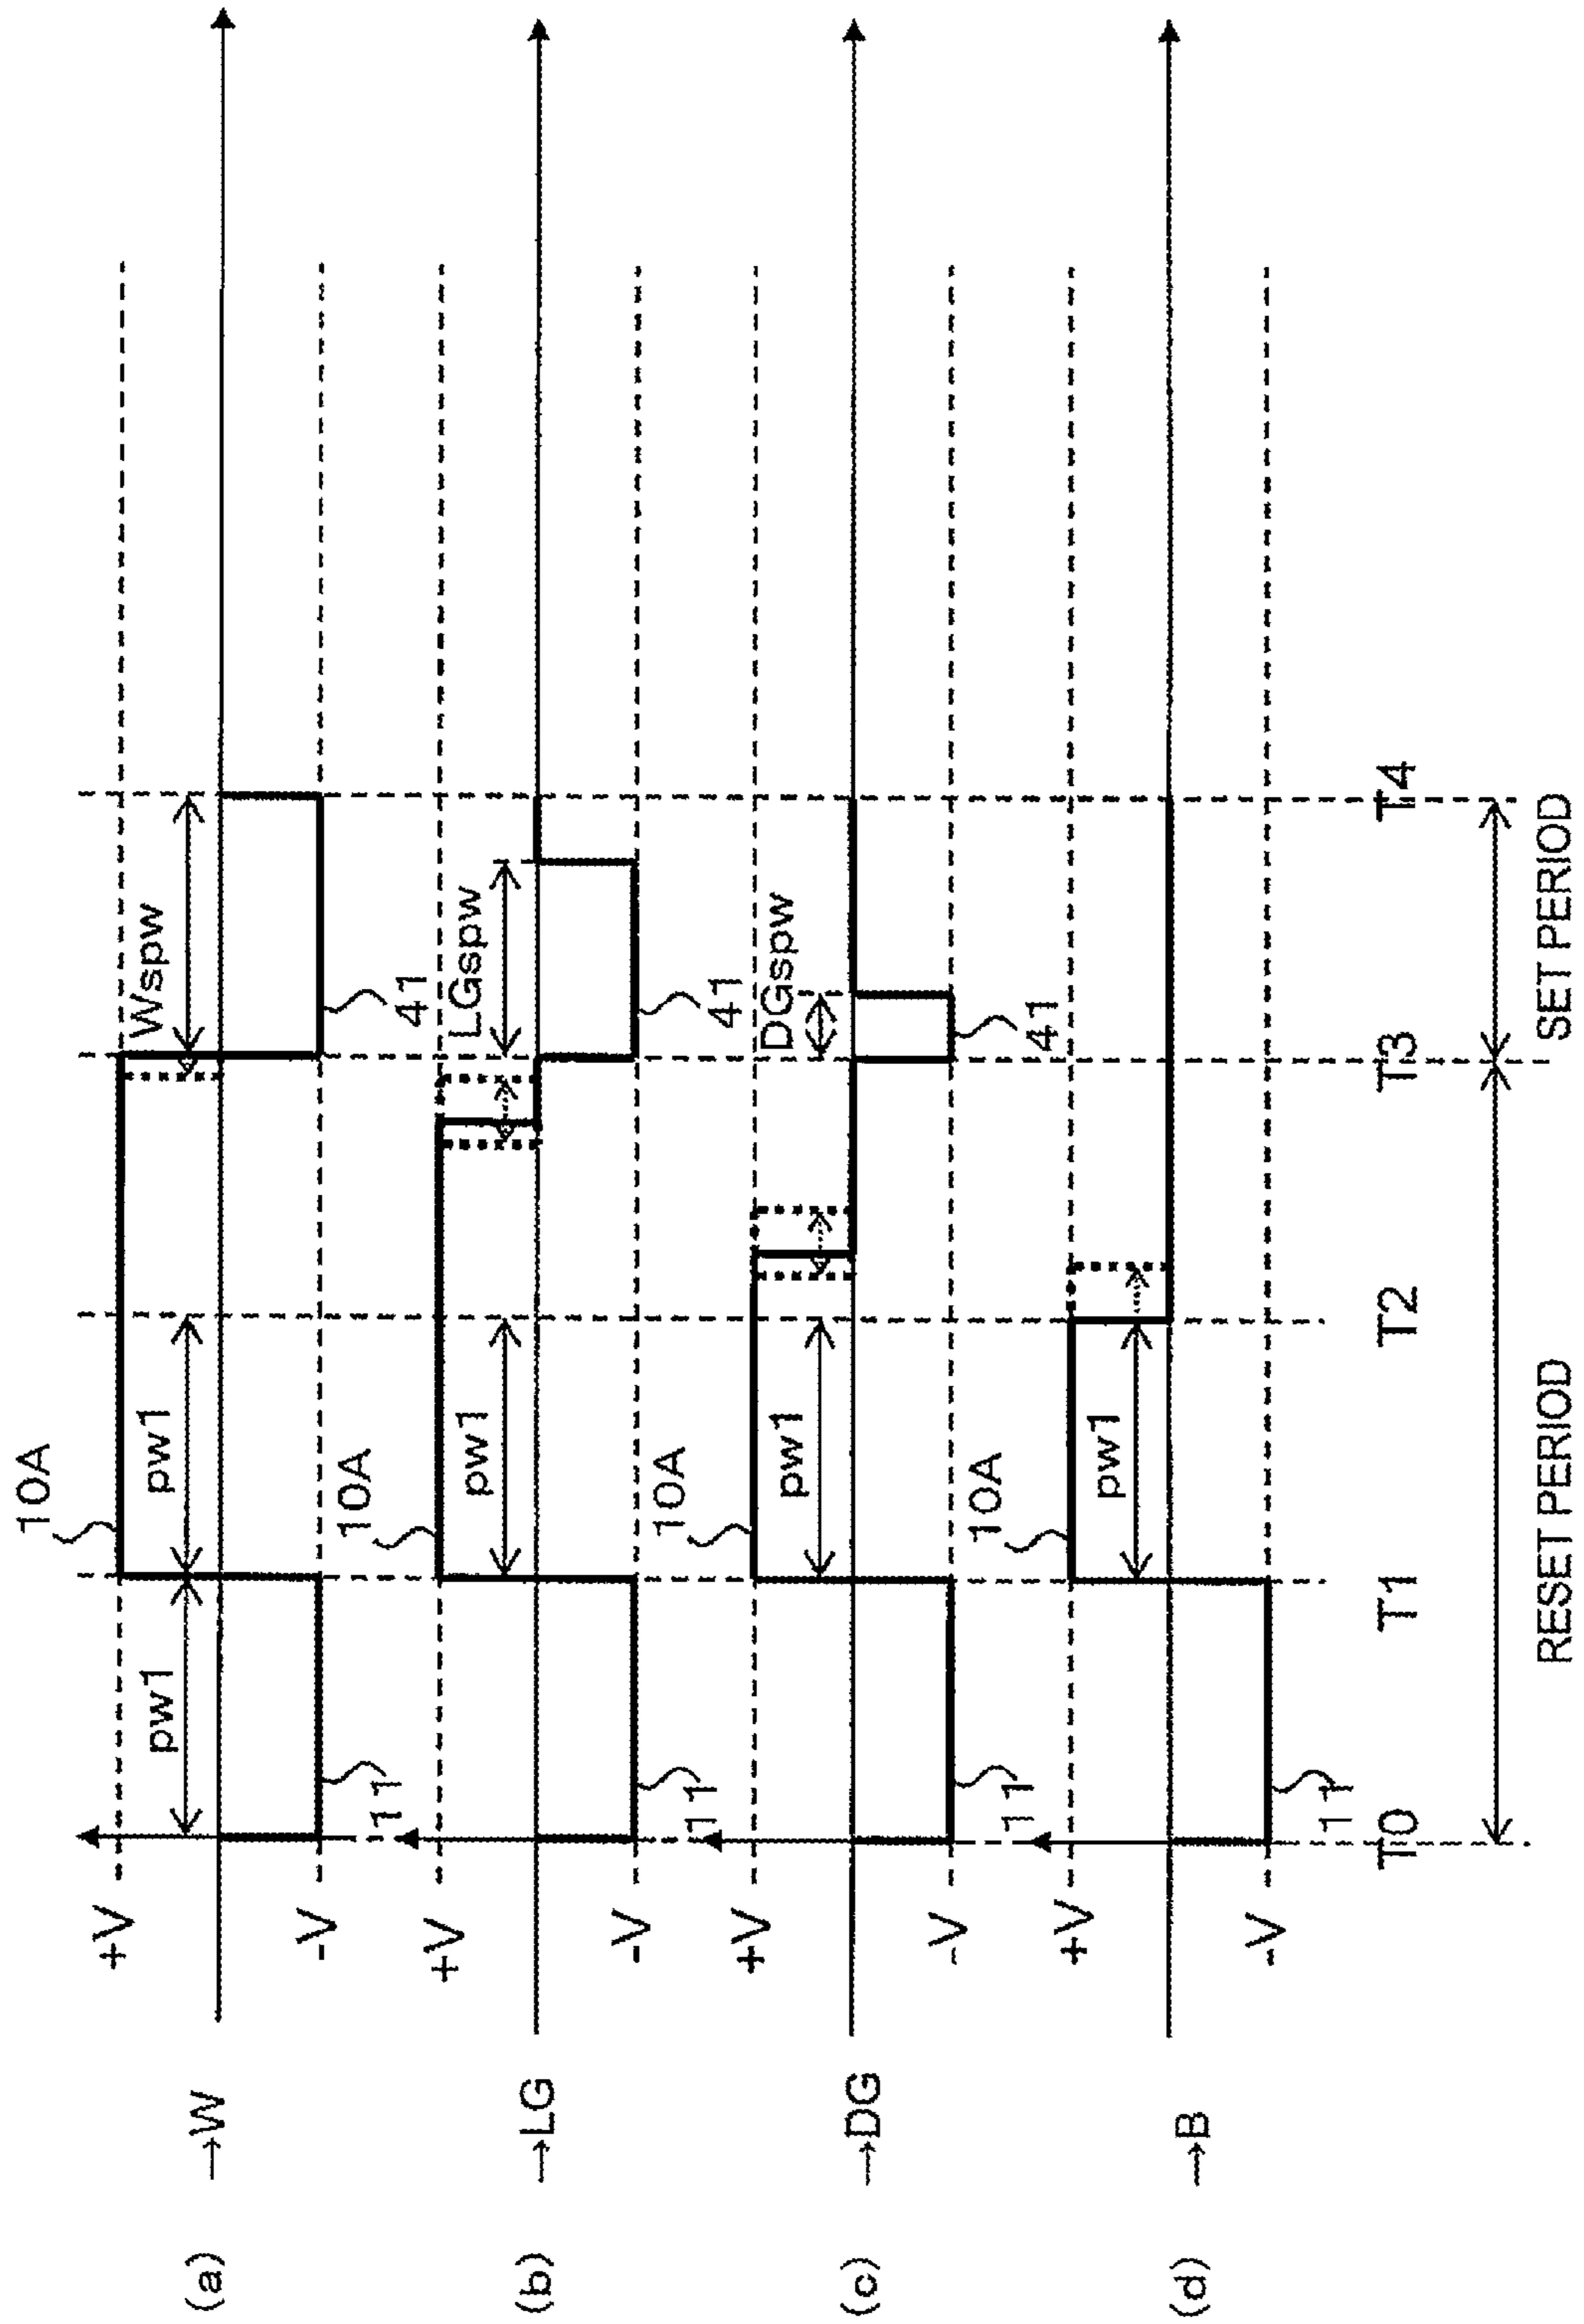 (a) →W
+V
-V
pw1
pw1
10A
11
Wspw
41
(b) →LG
+V
-V
pw1
10A
11
LGspw
41
(c) →DG
+V
-V
pw1
10A
11
DGspw
41
(d) →B
+V
-V
pw1
10A
11
T0 T1 T2 T3 T4
RESET PERIOD SET PERIOD